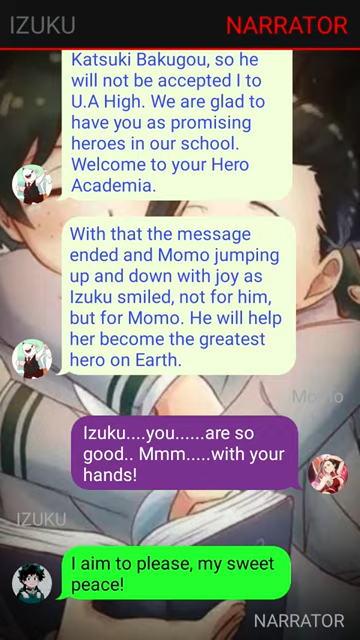 IZUKU NARRATOR
Katsuki Bakugou, so he
will not be accepted I to
U.A High. We are glad to
have you as promising
heroes in our school.
Welcome to your Hero
Academia.
With that the message
ended and Momo jumping
up and down with joy as
Izuku smiled, not for him,
but for Momo. He will help
her become the greatest
hero on Earth.
Momo
Izuku....you......are so
good.. Mmm.....with your
hands!
IZUKU
I aim to please, my sweet
peace!
NARRATOR